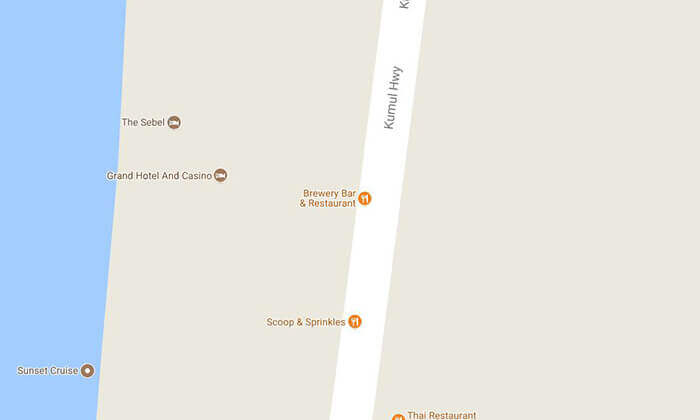 Kumul Hwy
The Sebel
Grand Hotel And Casino
Brewery Bar
& Restaurant
Scoop & Sprinkles
Sunset Cruise
Thai Restaurant